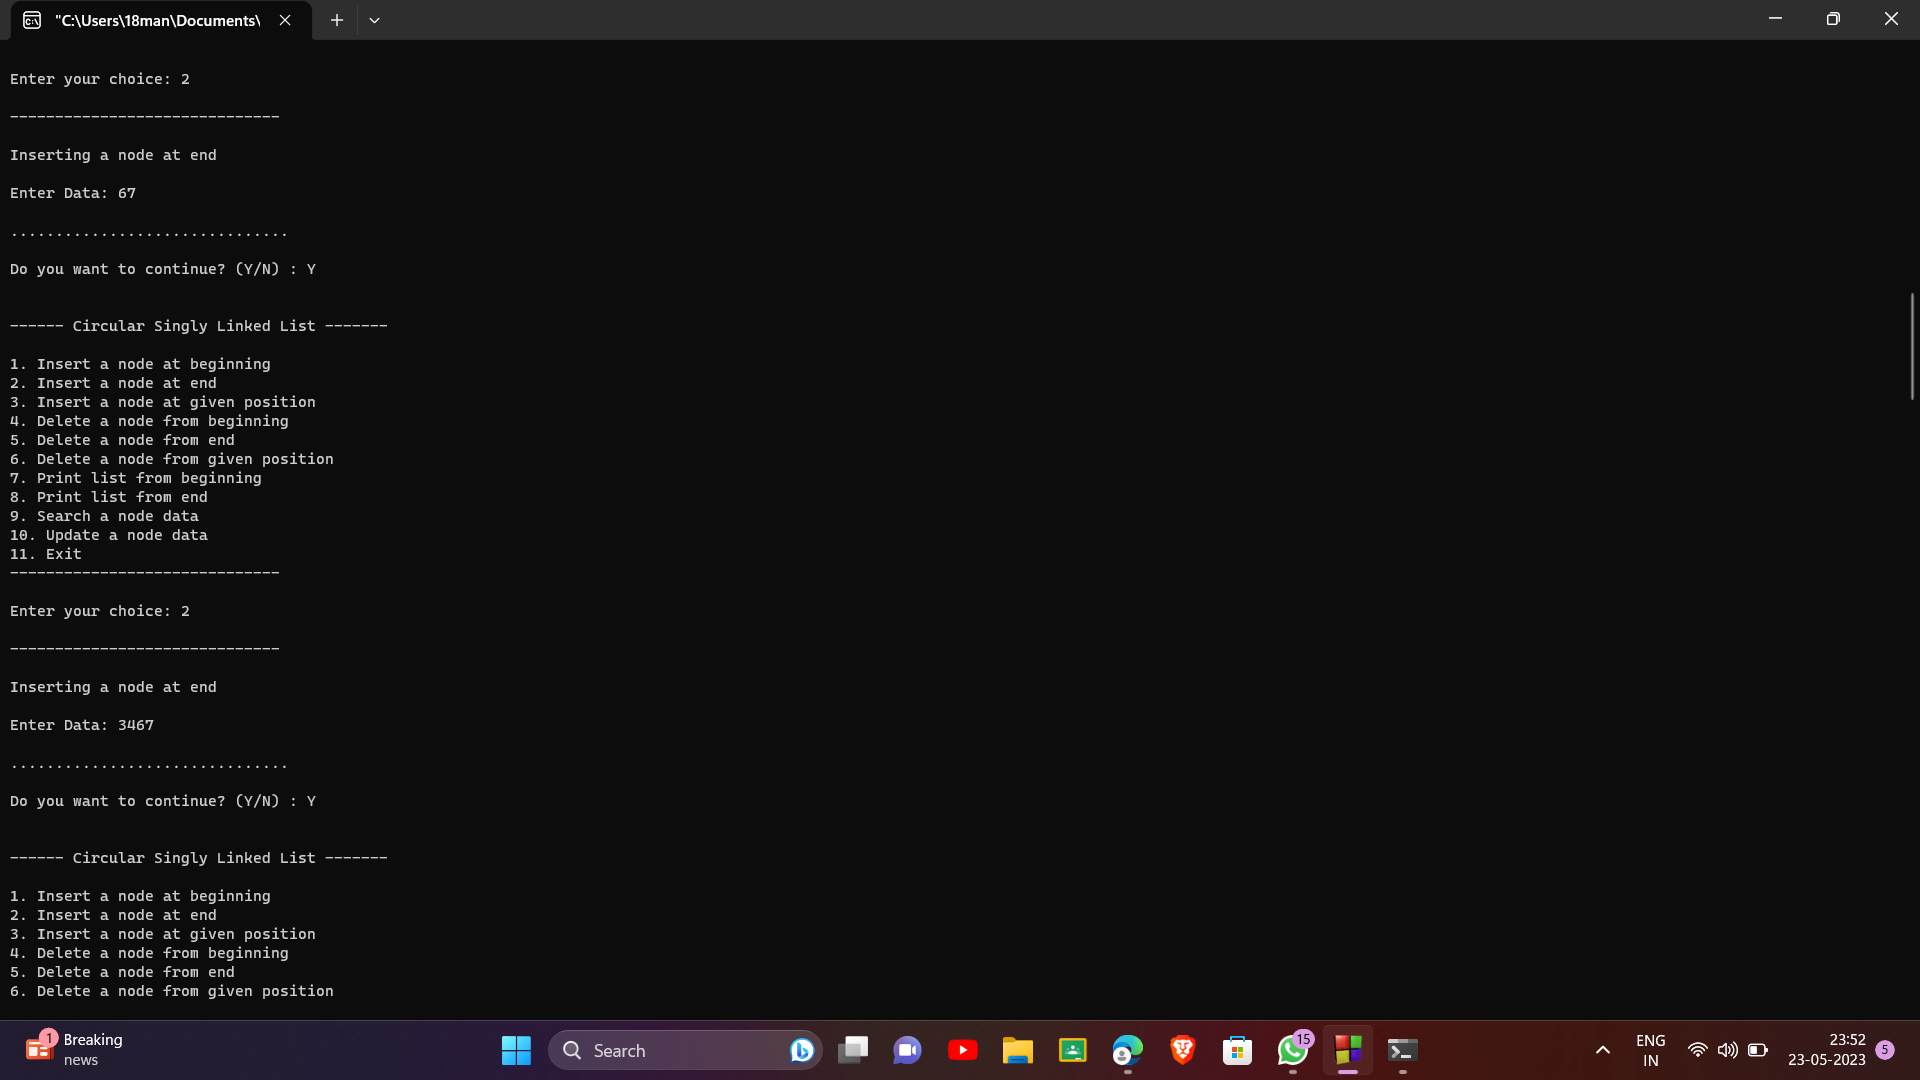 "C:\Users\18man\Documents\
Enter your choice: 2
------------------------------
Inserting a node at end
Enter Data: 67
...............................
Do you want to continue? (Y/N) : Y
------ Circular Singly Linked List -------
1. Insert a node at beginning
2. Insert a node at end
3. Insert a node at given position
4. Delete a node from beginning
5. Delete a node from end
6. Delete a node from given position
7. Print list from beginning
8. Print list from end
9. Search a node data
10. Update a node data
11. Exit
------------------------------
Enter your choice: 2
------------------------------
Inserting a node at end
Enter Data: 3467
...............................
Do you want to continue? (Y/N) : Y
------ Circular Singly Linked List -------
1. Insert a node at beginning
2. Insert a node at end
3. Insert a node at given position
4. Delete a node from beginning
5. Delete a node from end
6. Delete a node from given position
1
Breaking
news
Search
15
ENG
IN
23:52
23-05-2023
5